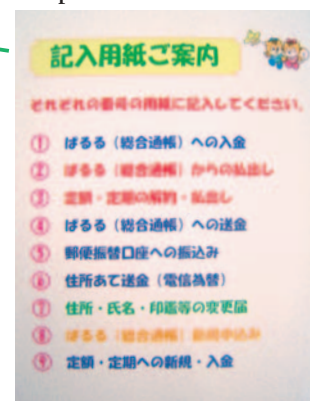 記入用紙ご案内
それぞれの番号の用紙に記入してください。
① ぱるる（総合通帳）への入金
② ぱるる（総合通帳）からの払出し
③ 定額・定期の解約・払出し
④ ぱるる（総合通帳）への送金
⑤ 郵便振替口座への振込み
⑥ 住所あて送金（電信為替）
⑦ 住所・氏名・印鑑等の変更届
⑧ ぱるる（総合通帳）新規申込み
⑨ 定額・定期への新規・入金